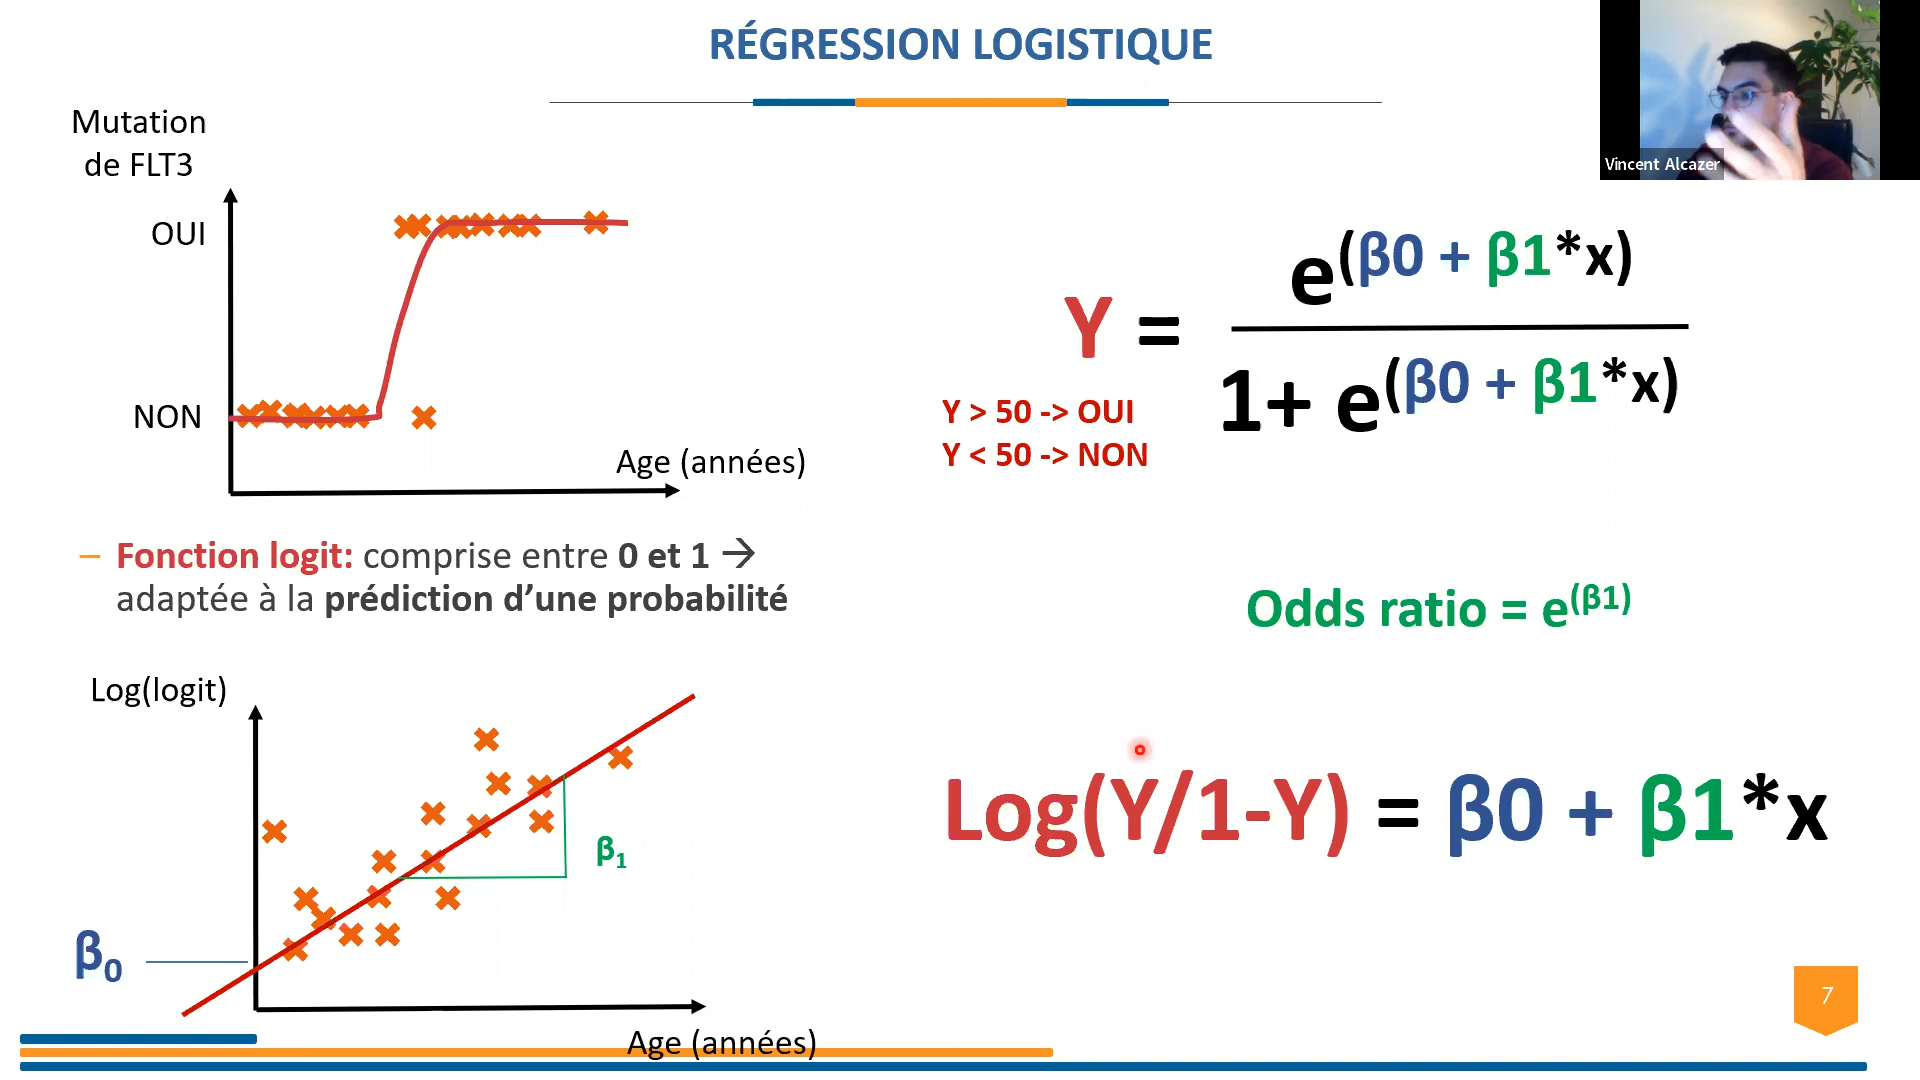 RÉGRESSION LOGISTIQUE
Vincent Alcazer
Mutation
de FLT3
OUI
NON
Age (années)
Y =
e(β0 + β1*x)
1+ e(β0 + β1*x)
Y > 50 -> OUI
Y < 50 -> NON
– Fonction logit: comprise entre 0 et 1 →
adaptée à la prédiction d’une probabilité
Odds ratio = e(β1)
Log(logit)
β1
β0
Age (années)
Log(Y/1-Y) = β0 + β1*x
7